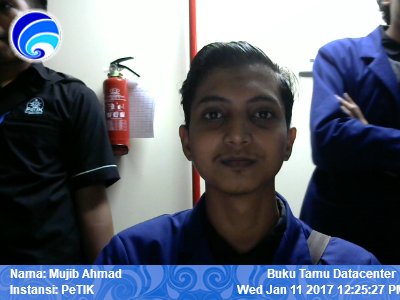 Nama: Mujib Ahmad
Buku Tamu Datacenter
Instansi: PeTIK
Wed Jan 11 2017 12:25:27 PM